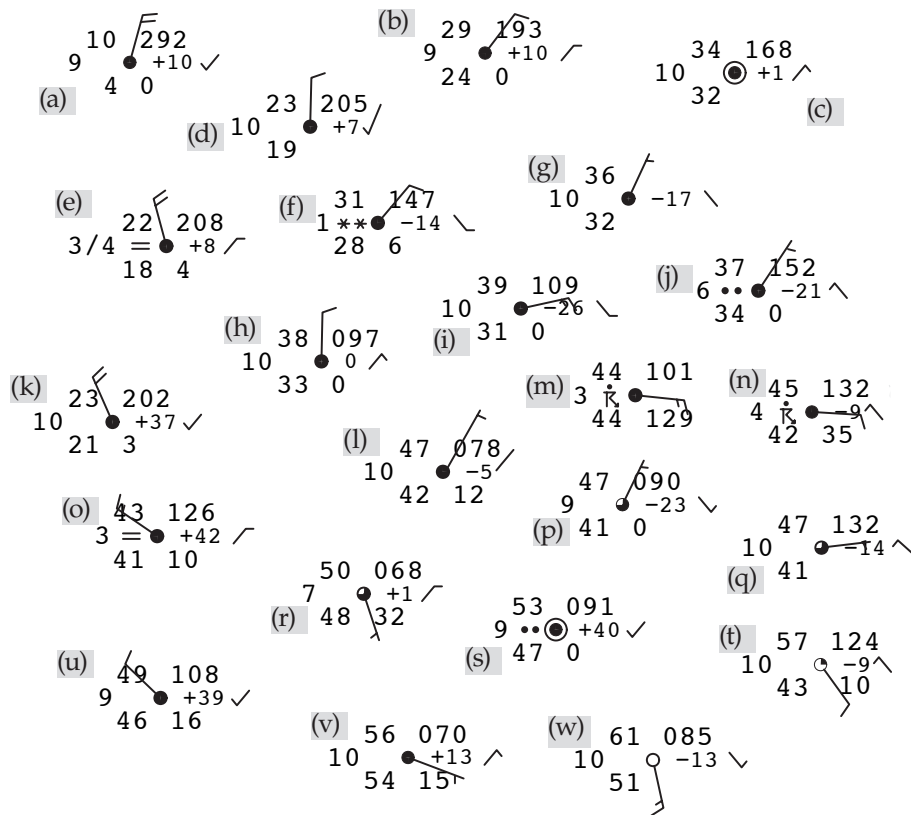 (a)
10 292
9 +10
4 0
(b)
29 193
9 +10
24 0
(c)
34 168
10 +1
32
(d)
23 205
10 +7
19
(e)
22 208
3/4 = +8
18 4
(f)
31 147
1 ** -14
28 6
(g)
36
10 -17
32
(h)
38 097
10 0
33 0
(i)
39 109
10 -26
31 0
(j)
37 152
6 •• -21
34 0
(k)
23 202
10 +37
21 3
(l)
47 078
10 -5
42 12
(m)
44 101
3
44 129
(n)
45 132
4 -9
42 35
(o)
43 126
3 = +42
41 10
(p)
47 090
9 -23
41 0
(q)
47 132
10 -14
41
(r)
50 068
7 +1
48 32
(s)
53 091
9 •• +40
47 0
(t)
57 124
10 -9
43 10
(u)
49 108
9 +39
46 16
(v)
56 070
10 +13
54 15
(w)
61 085
10 -13
51